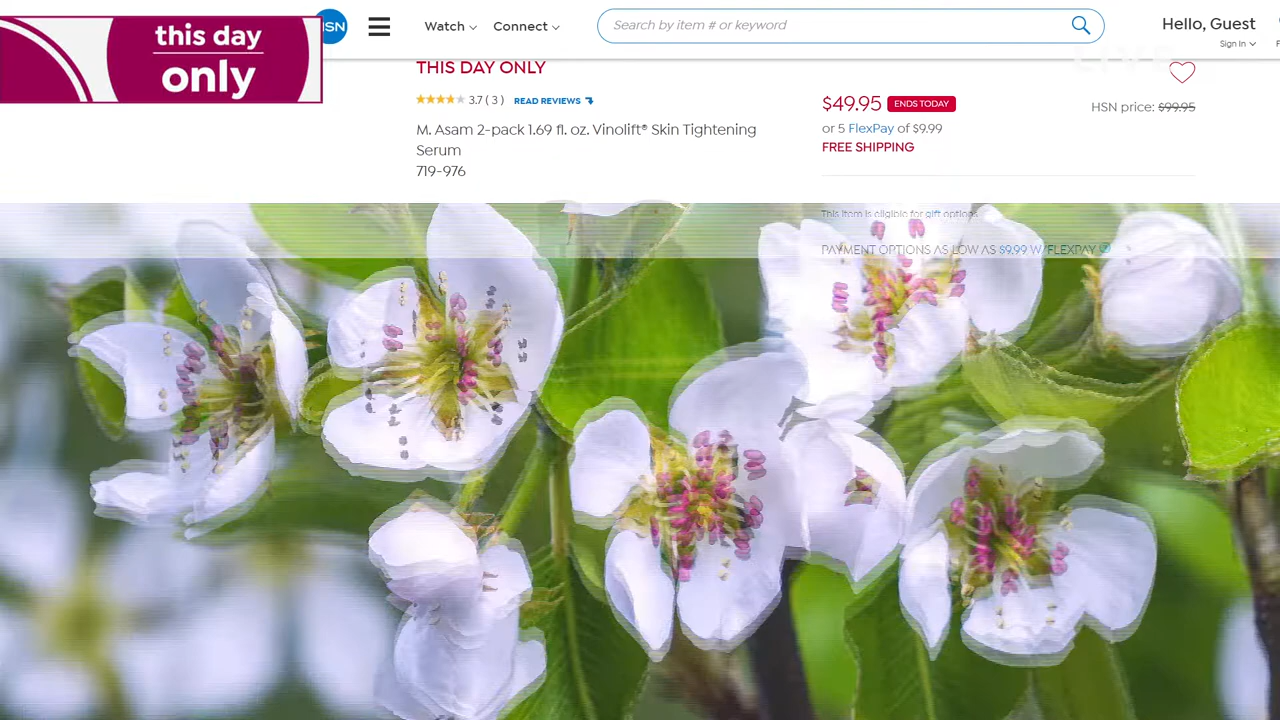 this day
only
HSN
Watch
Connect
Search by item # or keyword
Hello, Guest
Sign In
THIS DAY ONLY
LIVE
3.7 ( 3 )
READ REVIEWS
$49.95
ENDS TODAY
HSN price: $99.95
or 5 FlexPay of $9.99
FREE SHIPPING
M. Asam 2-pack 1.69 fl. oz. Vinolift® Skin Tightening
Serum
719-976
This item is eligible for gift options
PAYMENT OPTIONS AS LOW AS $9.99 W/FLEXPAY